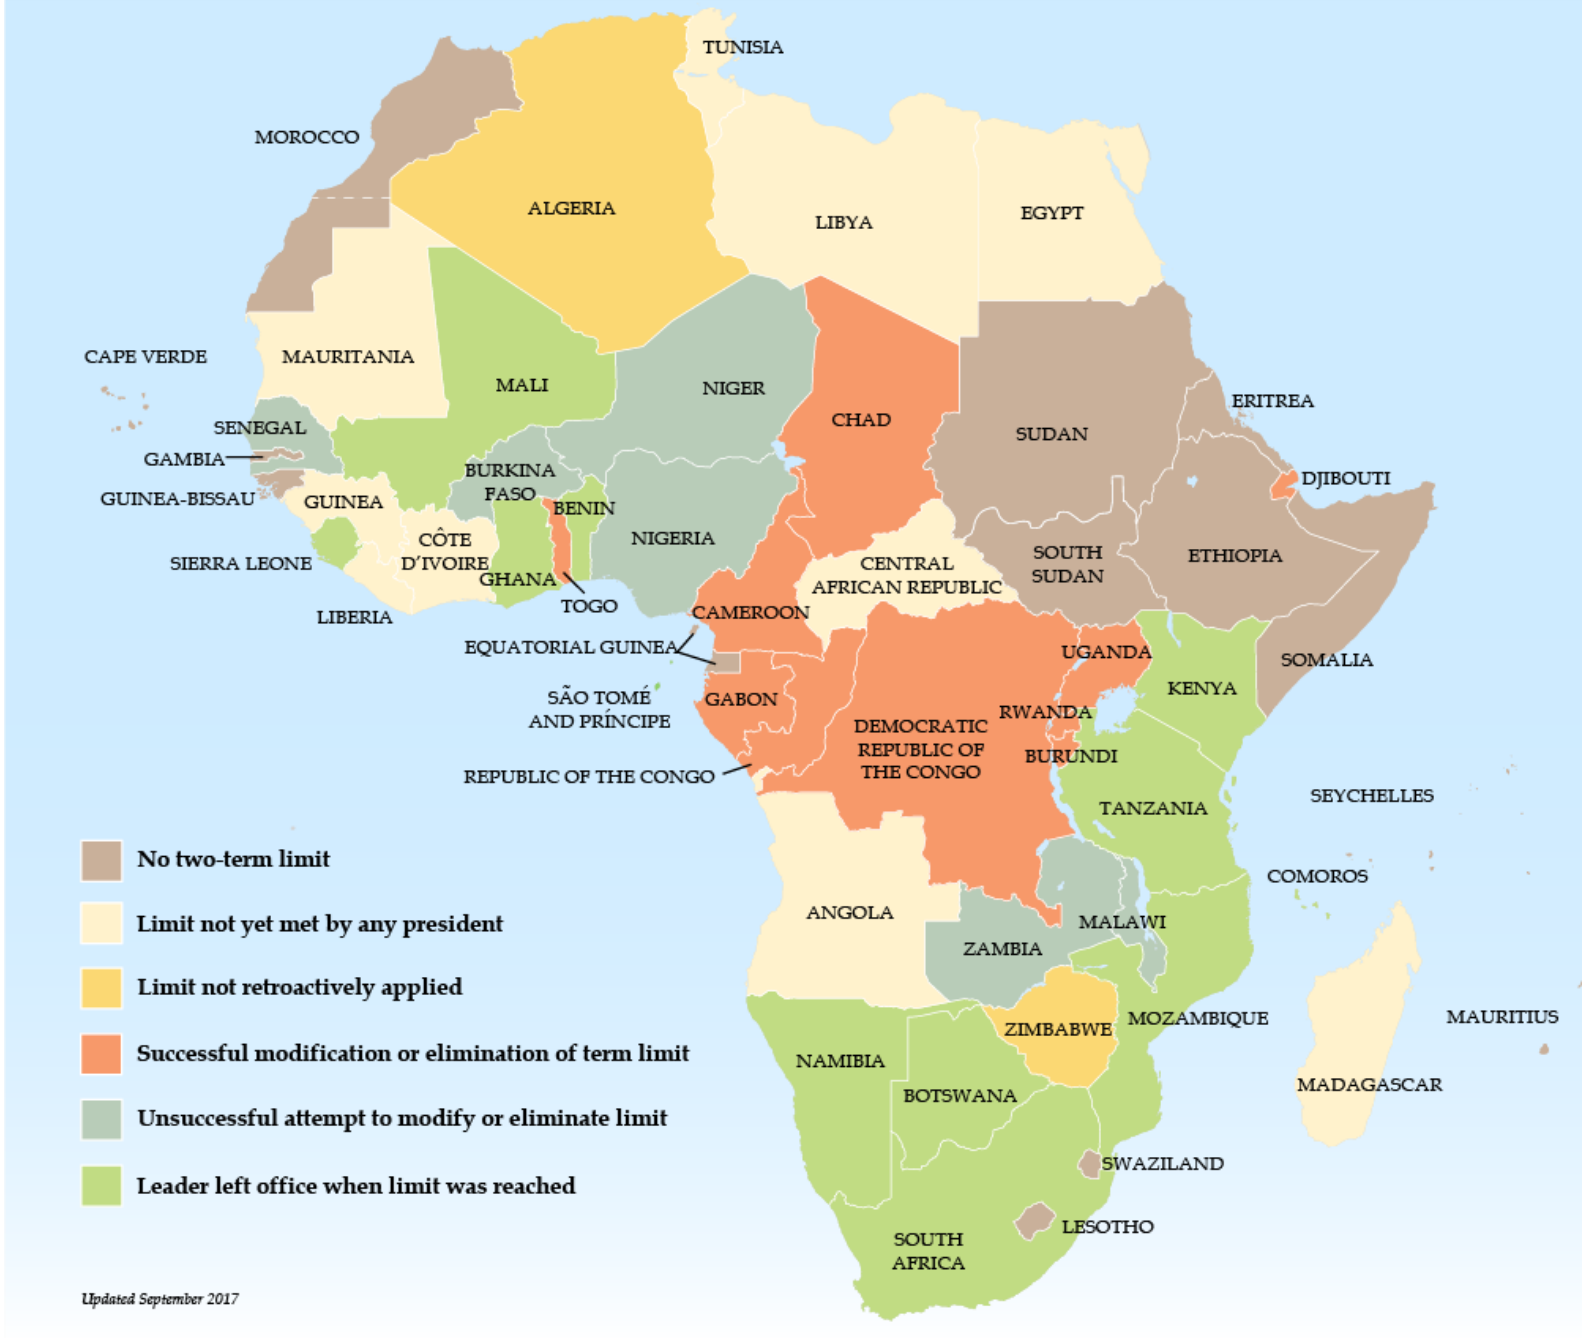 TUNISIA
MOROCCO
ALGERIA
LIBYA
EGYPT
CAPE VERDE
MAURITANIA
MALI
NIGER
CHAD
SUDAN
ERITREA
SENEGAL
GAMBIA
GUINEA-BISSAU
GUINEA
BURKINA
FASO
BENIN
NIGERIA
DJIBOUTI
SIERRA LEONE
CÔTE
D'IVOIRE
GHANA
TOGO
LIBERIA
CENTRAL
AFRICAN REPUBLIC
SOUTH
SUDAN
ETHIOPIA
CAMEROON
EQUATORIAL GUINEA
UGANDA
KENYA
SOMALIA
SÃO TOMÉ
AND PRÍNCIPE
GABON
RWANDA
DEMOCRATIC
REPUBLIC OF
THE CONGO
BURUNDI
REPUBLIC OF THE CONGO
TANZANIA
SEYCHELLES
COMOROS
ANGOLA
MALAWI
ZAMBIA
ZIMBABWE
MOZAMBIQUE
MAURITIUS
NAMIBIA
BOTSWANA
MADAGASCAR
SWAZILAND
LESOTHO
SOUTH
AFRICA
No two-term limit
Limit not yet met by any president
Limit not retroactively applied
Successful modification or elimination of term limit
Unsuccessful attempt to modify or eliminate limit
Leader left office when limit was reached
Updated September 2017